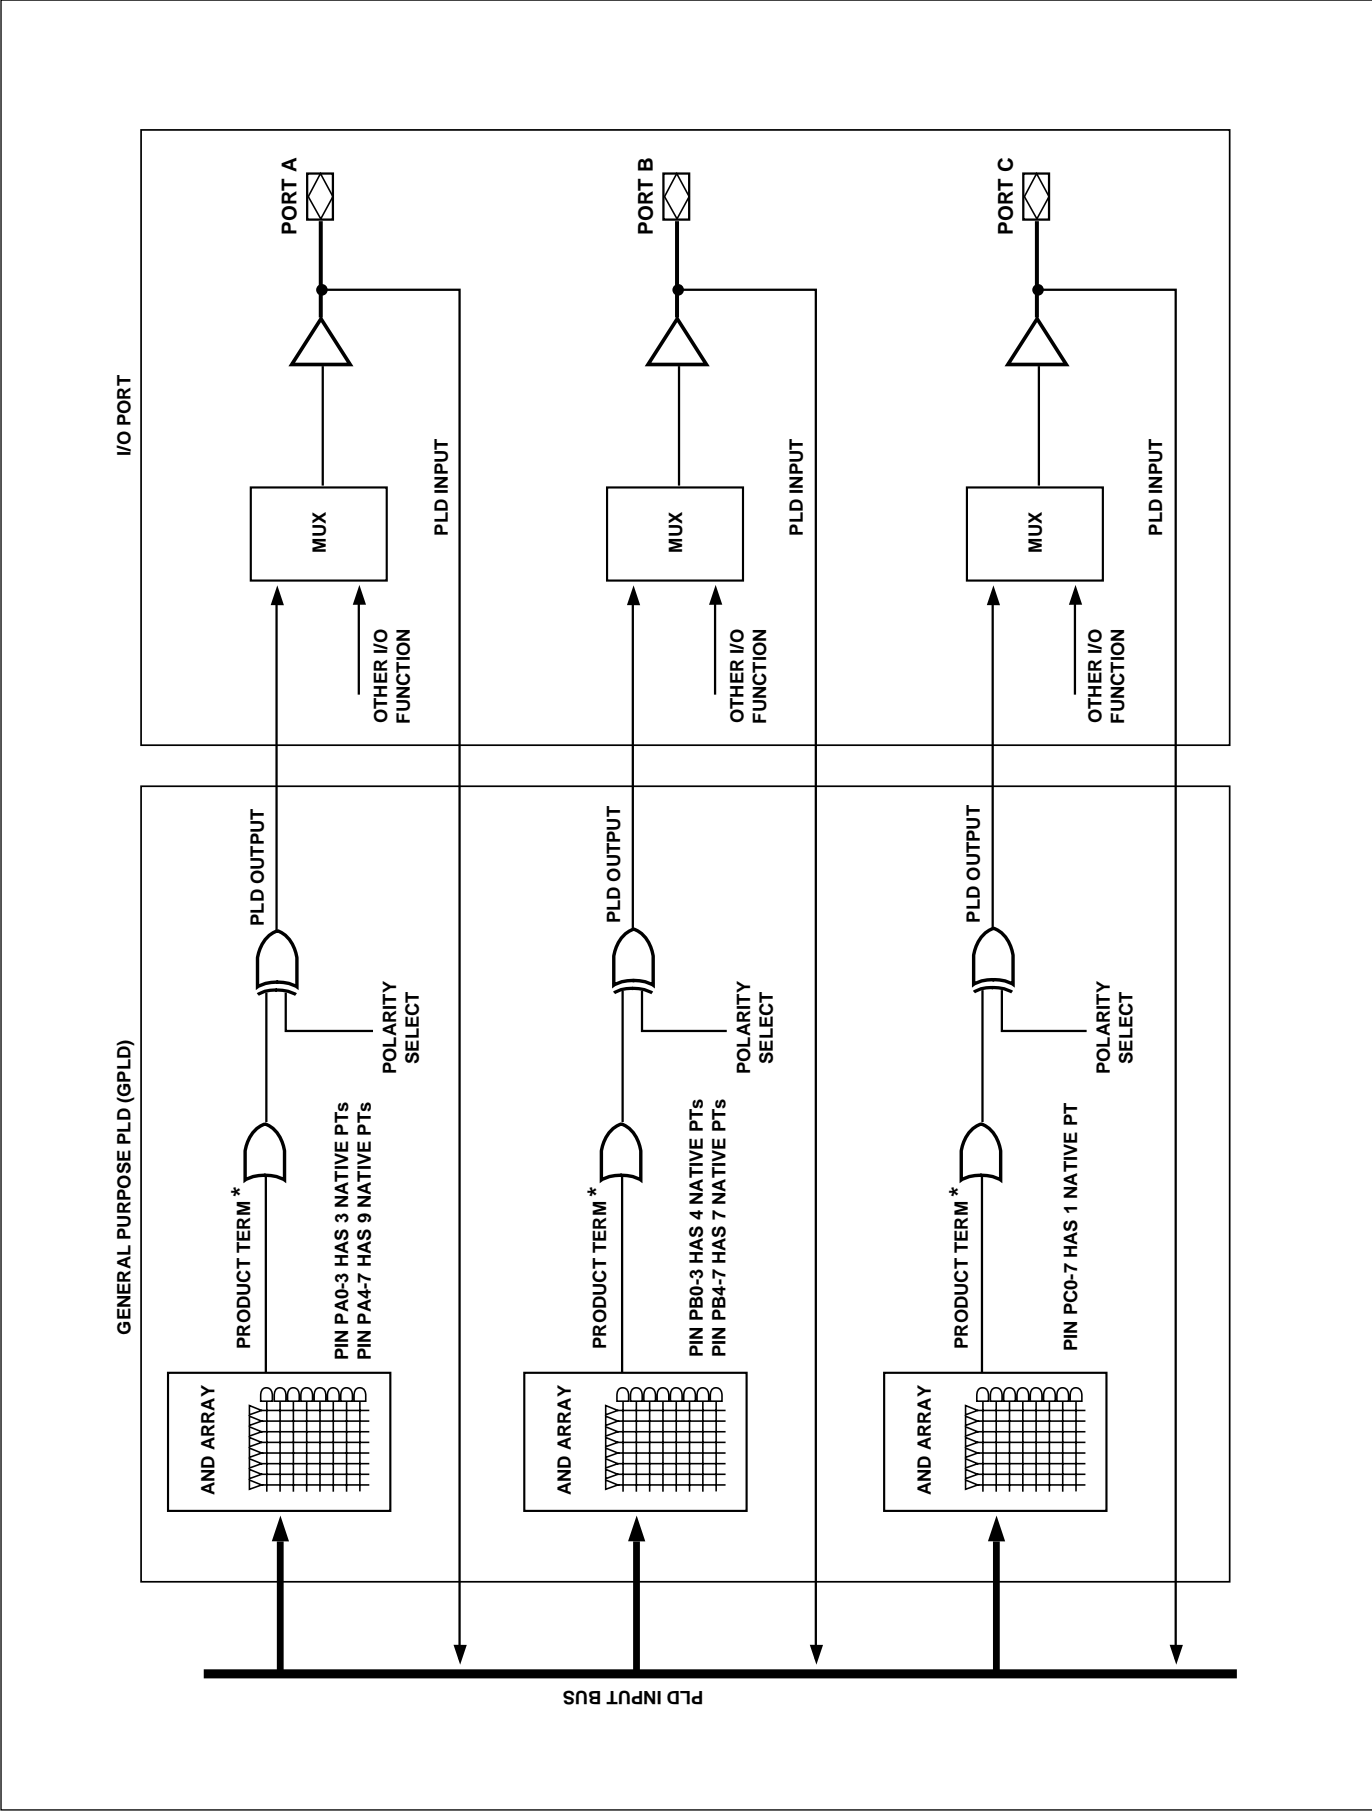 GENERAL PURPOSE PLD (GPLD)
I/O PORT
PLD INPUT BUS
AND ARRAY
PRODUCT TERM*
PIN PA0-3 HAS 3 NATIVE PTs
PIN PA4-7 HAS 9 NATIVE PTs
POLARITY
SELECT
PLD OUTPUT
OTHER I/O
FUNCTION
MUX
PLD INPUT
PORT A
AND ARRAY
PRODUCT TERM*
PIN PB0-3 HAS 4 NATIVE PTs
PIN PB4-7 HAS 7 NATIVE PTs
POLARITY
SELECT
PLD OUTPUT
OTHER I/O
FUNCTION
MUX
PLD INPUT
PORT B
AND ARRAY
PRODUCT TERM*
PIN PC0-7 HAS 1 NATIVE PT
POLARITY
SELECT
PLD OUTPUT
OTHER I/O
FUNCTION
MUX
PLD INPUT
PORT C